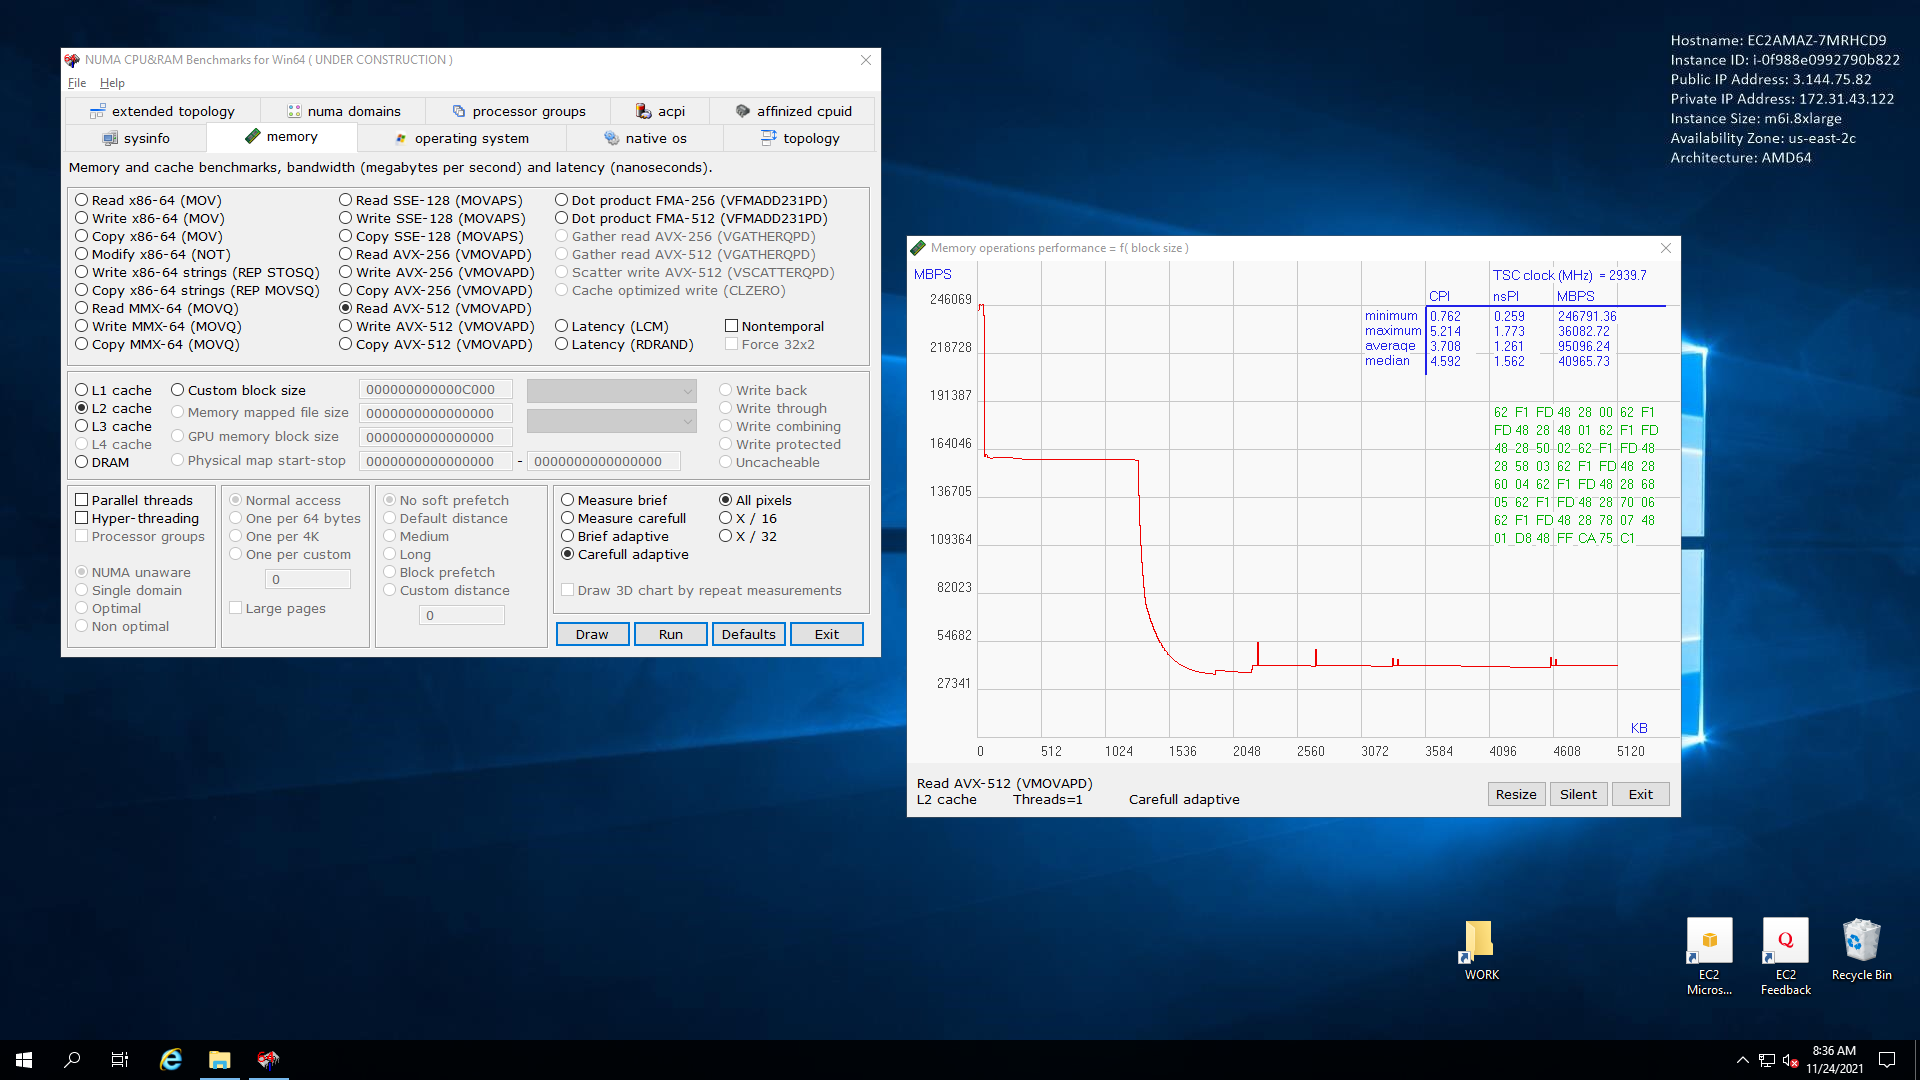 Hostname: EC2AMAZ-7MRHCD9
Instance ID: i-0f988e0992790b822
Public IP Address: 3.144.75.82
Private IP Address: 172.31.43.122
Instance Size: m6i.8xlarge
Availability Zone: us-east-2c
Architecture: AMD64
NUMA CPU&RAM Benchmarks for Win64 ( UNDER CONSTRUCTION )
File Help
extended topology numa domains processor groups acpi affinized cpuid
sysinfo memory operating system native os topology
Memory and cache benchmarks, bandwidth (megabytes per second) and latency (nanoseconds).
Read x86-64 (MOV)
Write x86-64 (MOV)
Copy x86-64 (MOV)
Modify x86-64 (NOT)
Write x86-64 strings (REP STOSQ)
Copy x86-64 strings (REP MOVSQ)
Read MMX-64 (MOVQ)
Write MMX-64 (MOVQ)
Copy MMX-64 (MOVQ)
Read SSE-128 (MOVAPS)
Write SSE-128 (MOVAPS)
Copy SSE-128 (MOVAPS)
Read AVX-256 (VMOVAPD)
Write AVX-256 (VMOVAPD)
Copy AVX-256 (VMOVAPD)
Read AVX-512 (VMOVAPD)
Write AVX-512 (VMOVAPD)
Copy AVX-512 (VMOVAPD)
Dot product FMA-256 (VFMADD231PD)
Dot product FMA-512 (VFMADD231PD)
Gather read AVX-256 (VGATHERQPD)
Gather read AVX-512 (VGATHERQPD)
Scatter write AVX-512 (VSCATTERQPD)
Cache optimized write (CLZERO)
Latency (LCM)
Latency (RDRAND)
Nontemporal
Force 32x2
L1 cache
L2 cache
L3 cache
L4 cache
DRAM
Custom block size 000000000000C000
Memory mapped file size 0000000000000000
GPU memory block size 0000000000000000
Physical map start-stop 0000000000000000 - 0000000000000000
Write back
Write through
Write combining
Write protected
Uncacheable
Parallel threads
Hyper-threading
Processor groups
NUMA unaware
Single domain
Optimal
Non optimal
Normal access
One per 64 bytes
One per 4K
One per custom
0
Large pages
No soft prefetch
Default distance
Medium
Long
Block prefetch
Custom distance
0
Measure brief
Measure carefull
Brief adaptive
Carefull adaptive
All pixels
X / 16
X / 32
Draw 3D chart by repeat measurements
Draw Run Defaults Exit
Memory operations performance = f( block size )
MBPS
246069
218728
191387
164046
136705
109364
82023
54682
27341
TSC clock (MHz) = 2939.7
CPI nsPI MBPS
minimum 0.762 0.259 246791.36
maximum 5.214 1.773 36082.72
average 3.708 1.261 95096.24
median 4.592 1.562 40965.73
62 F1 FD 48 28 00 62 F1
FD 48 28 48 01 62 F1 FD
48 28 50 02 62 F1 FD 48
28 58 03 62 F1 FD 48 28
60 04 62 F1 FD 48 28 68
05 62 F1 FD 48 28 70 06
62 F1 FD 48 28 78 07 48
01 D8 48 FF CA 75 C1
KB
0 512 1024 1536 2048 2560 3072 3584 4096 4608 5120
Read AVX-512 (VMOVAPD)
L2 cache Threads=1 Carefull adaptive
Resize Silent Exit
WORK
EC2
Micros...
EC2
Feedback
Recycle Bin
8:36 AM
11/24/2021